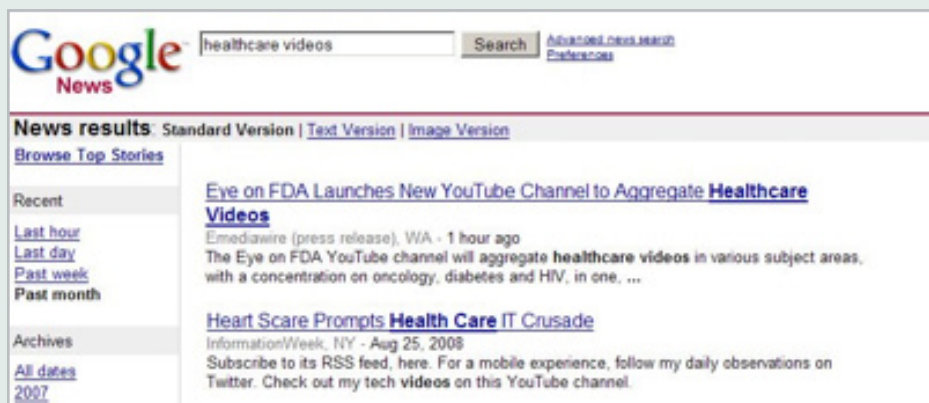 Google
News
healthcare videos
Search
Advanced news search
Preferences
News results: Standard Version | Text Version | Image Version
Browse Top Stories
Recent
Last hour
Last day
Past week
Past month
Archives
All dates
2007
Eye on FDA Launches New YouTube Channel to Aggregate Healthcare
Videos
Emediawire (press release), WA - 1 hour ago
The Eye on FDA YouTube channel will aggregate healthcare videos in various subject areas,
with a concentration on oncology, diabetes and HIV, in one, ...
Heart Scare Prompts Health Care IT Crusade
InformationWeek, NY - Aug 25, 2008
Subscribe to its RSS feed, here. For a mobile experience, follow my daily observations on
Twitter. Check out my tech videos on this YouTube channel.